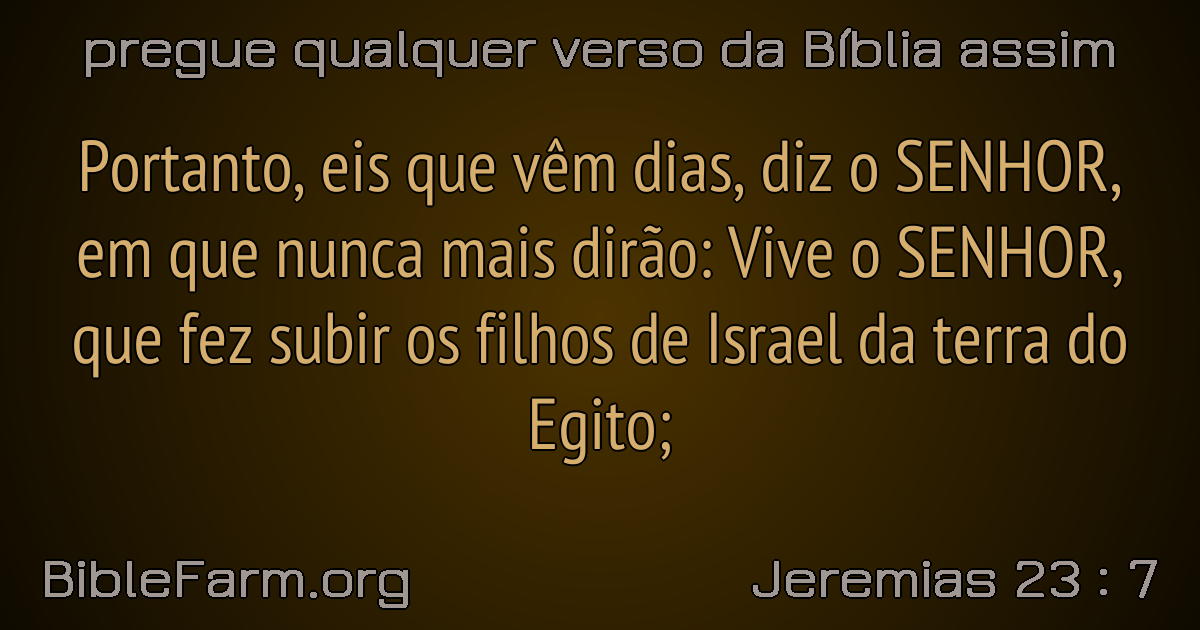 pregue qualquer verso da Bíblia assim
Portanto, eis que vêm dias, diz o SENHOR,
em que nunca mais dirão: Vive o SENHOR,
que fez subir os filhos de Israel da terra do
Egito;
BibleFarm.org
Jeremias 23 : 7